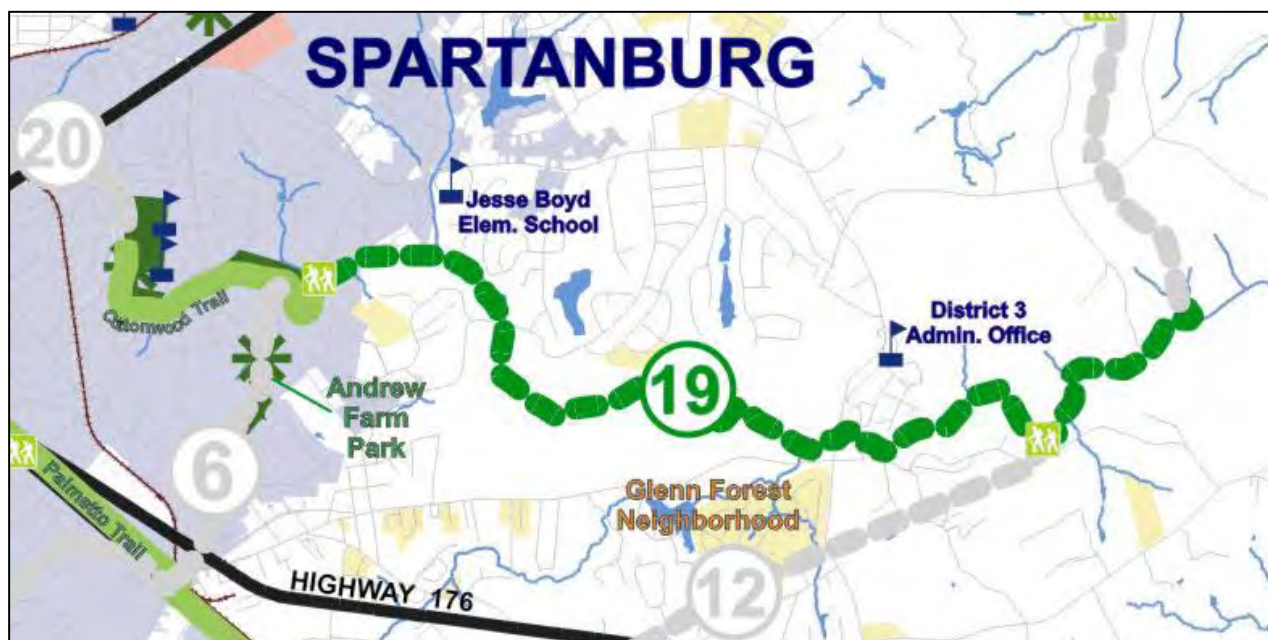 SPARTANBURG
20
Jesse Boyd
Elem. School
Cottonwood Trail
District 3
Admin. Office
19
Andrew
Farm
Park
6
Glenn Forest
Neighborhood
Palmetto Trail
12
HIGHWAY 176